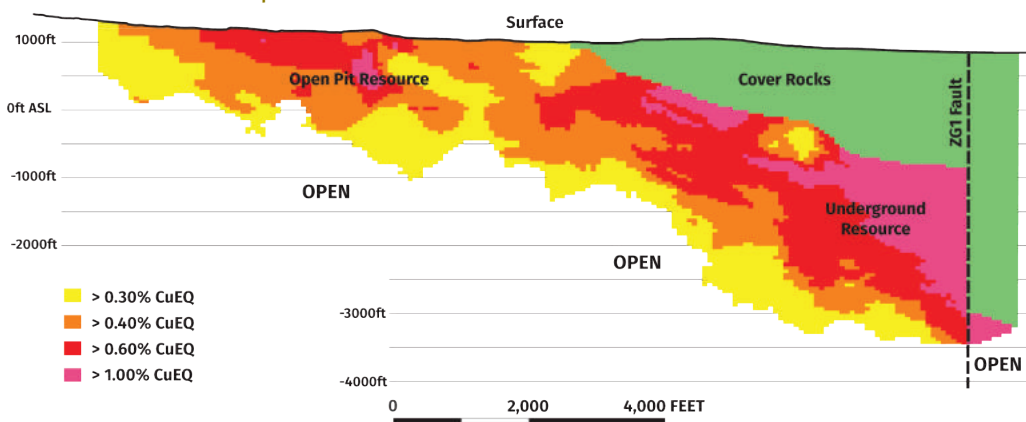 Surface
1000ft
Open Pit Resource
Cover Rocks
0ft ASL
ZG1 Fault
-1000ft
OPEN
Underground
Resource
-2000ft
OPEN
> 0.30% CuEQ
> 0.40% CuEQ
> 0.60% CuEQ
> 1.00% CuEQ
-3000ft
OPEN
-4000ft
0 2,000 4,000 FEET